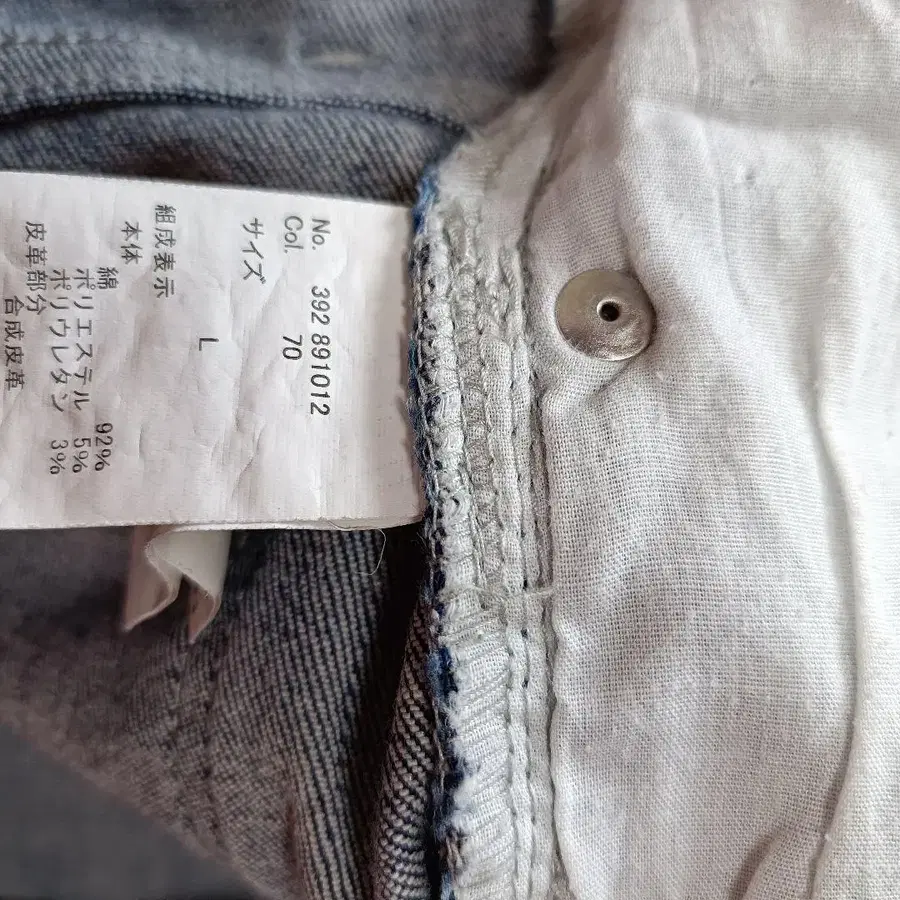 No. 392 891012
Col. 70
サイズ
L
組成表示
本体
綿 92%
ポリエステル 5%
ポリウレタン 3%
皮革部分
合成皮革